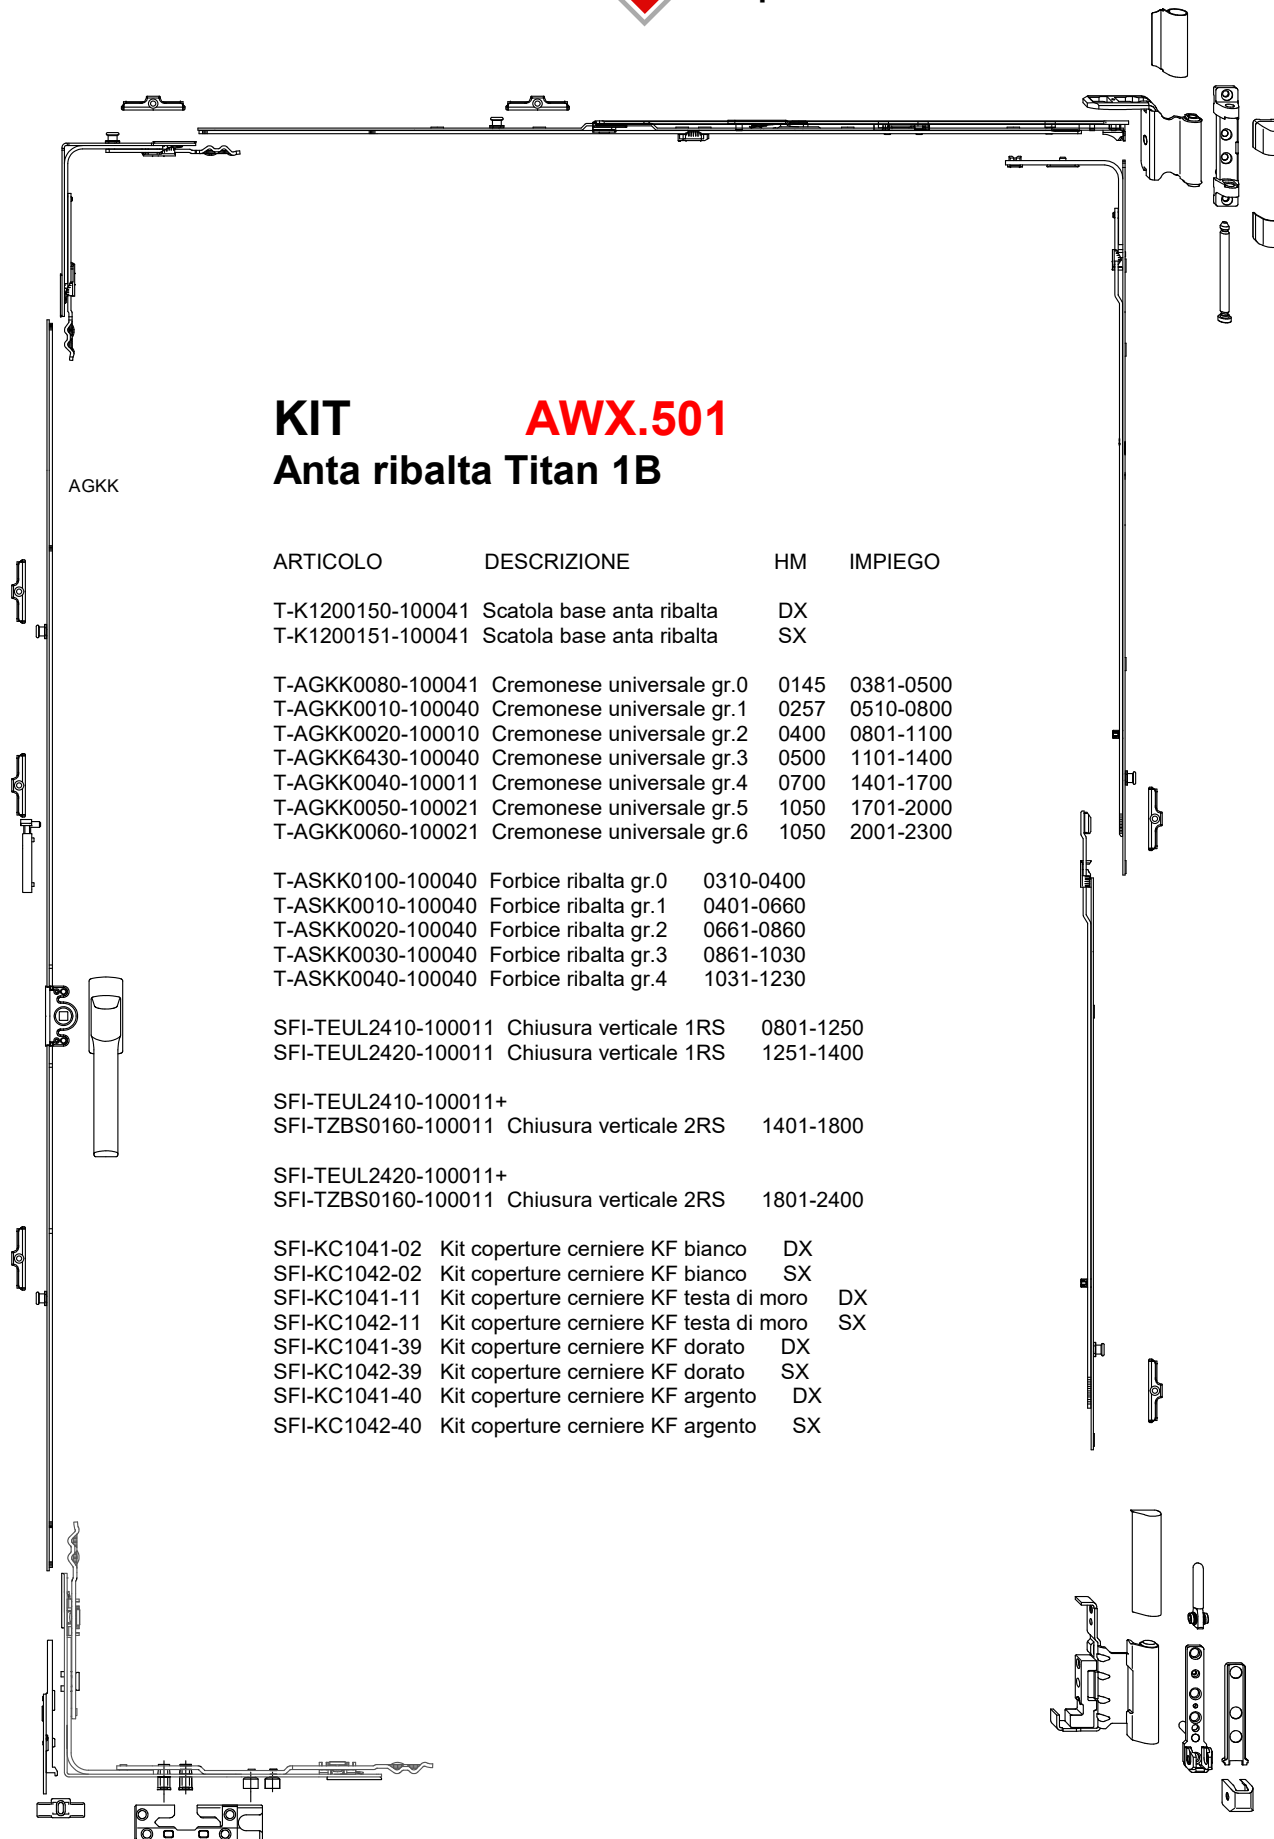 KIT AWX.501
Anta ribalta Titan 1B
AGKK
ARTICOLO DESCRIZIONE HM IMPIEGO
T-K1200150-100041 Scatola base anta ribalta DX
T-K1200151-100041 Scatola base anta ribalta SX
T-AGKK0080-100041 Cremonese universale gr.0 0145 0381-0500
T-AGKK0010-100040 Cremonese universale gr.1 0257 0510-0800
T-AGKK0020-100010 Cremonese universale gr.2 0400 0801-1100
T-AGKK6430-100040 Cremonese universale gr.3 0500 1101-1400
T-AGKK0040-100011 Cremonese universale gr.4 0700 1401-1700
T-AGKK0050-100021 Cremonese universale gr.5 1050 1701-2000
T-AGKK0060-100021 Cremonese universale gr.6 1050 2001-2300
T-ASKK0100-100040 Forbice ribalta gr.0 0310-0400
T-ASKK0010-100040 Forbice ribalta gr.1 0401-0660
T-ASKK0020-100040 Forbice ribalta gr.2 0661-0860
T-ASKK0030-100040 Forbice ribalta gr.3 0861-1030
T-ASKK0040-100040 Forbice ribalta gr.4 1031-1230
SFI-TEUL2410-100011 Chiusura verticale 1RS 0801-1250
SFI-TEUL2420-100011 Chiusura verticale 1RS 1251-1400
SFI-TEUL2410-100011+
SFI-TZBS0160-100011 Chiusura verticale 2RS 1401-1800
SFI-TEUL2420-100011+
SFI-TZBS0160-100011 Chiusura verticale 2RS 1801-2400
SFI-KC1041-02 Kit coperture cerniere KF bianco DX
SFI-KC1042-02 Kit coperture cerniere KF bianco SX
SFI-KC1041-11 Kit coperture cerniere KF testa di moro DX
SFI-KC1042-11 Kit coperture cerniere KF testa di moro SX
SFI-KC1041-39 Kit coperture cerniere KF dorato DX
SFI-KC1042-39 Kit coperture cerniere KF dorato SX
SFI-KC1041-40 Kit coperture cerniere KF argento DX
SFI-KC1042-40 Kit coperture cerniere KF argento SX